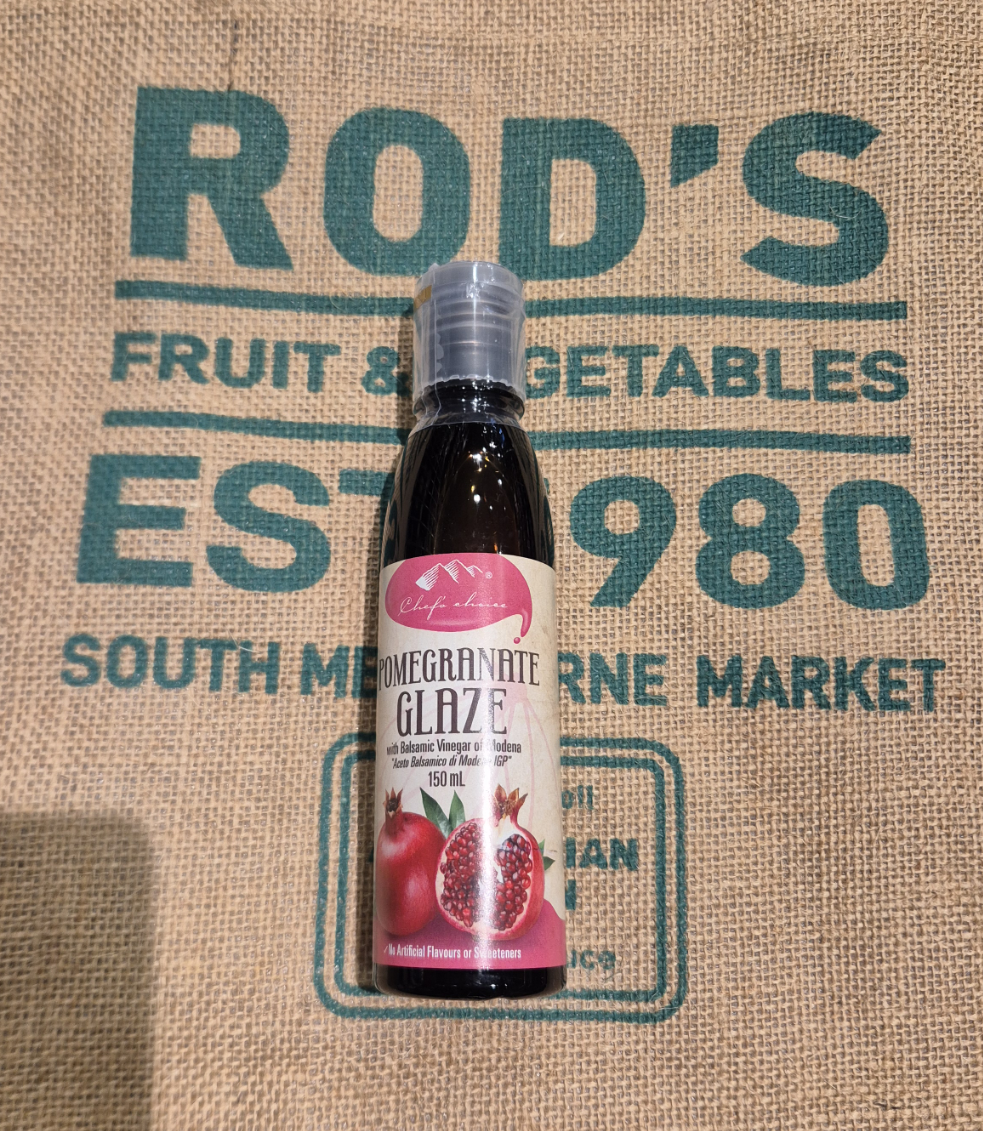 ROD'S
FRUIT & GETABLES
EST 1980
SOUTH ME RNE MARKET
Chef's choice
®
POMEGRANATE
GLAZE
with Balsamic Vinegar of Modena
"Aceto Balsamico di Modena IGP"
150 mL
No Artificial Flavours or Sweeteners